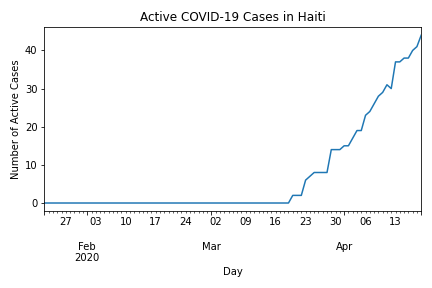 Active COVID-19 Cases in Haiti
Number of Active Cases
40
30
20
10
0
27 03 10 17 24 02 09 16 23 30 06 13
Feb Mar Apr
2020
Day